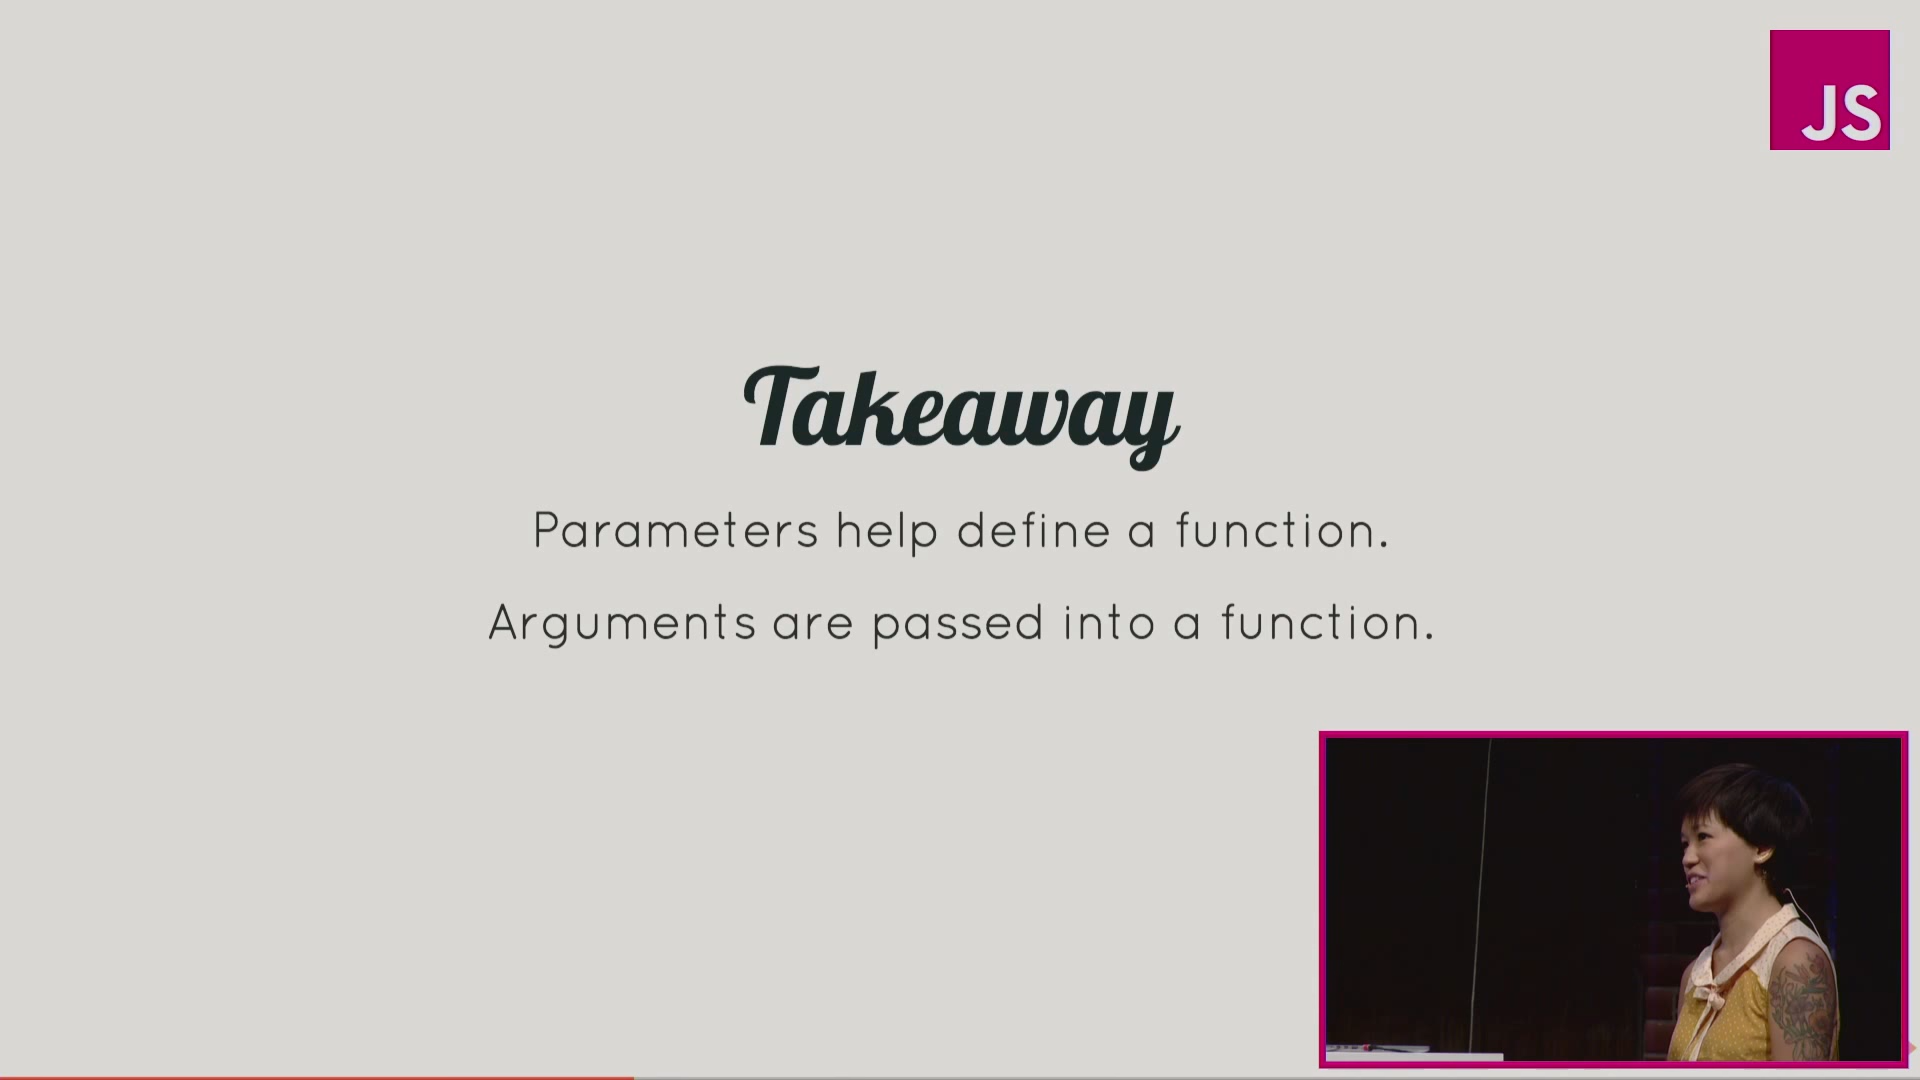 JS
Takeaway
Parameters help define a function.
Arguments are passed into a function.